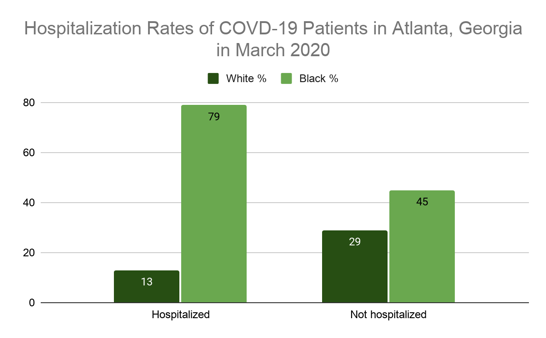 Hospitalization Rates of COVD-19 Patients in Atlanta, Georgia
in March 2020
White %
Black %
80
60
40
20
0
79
13
45
29
Hospitalized
Not hospitalized